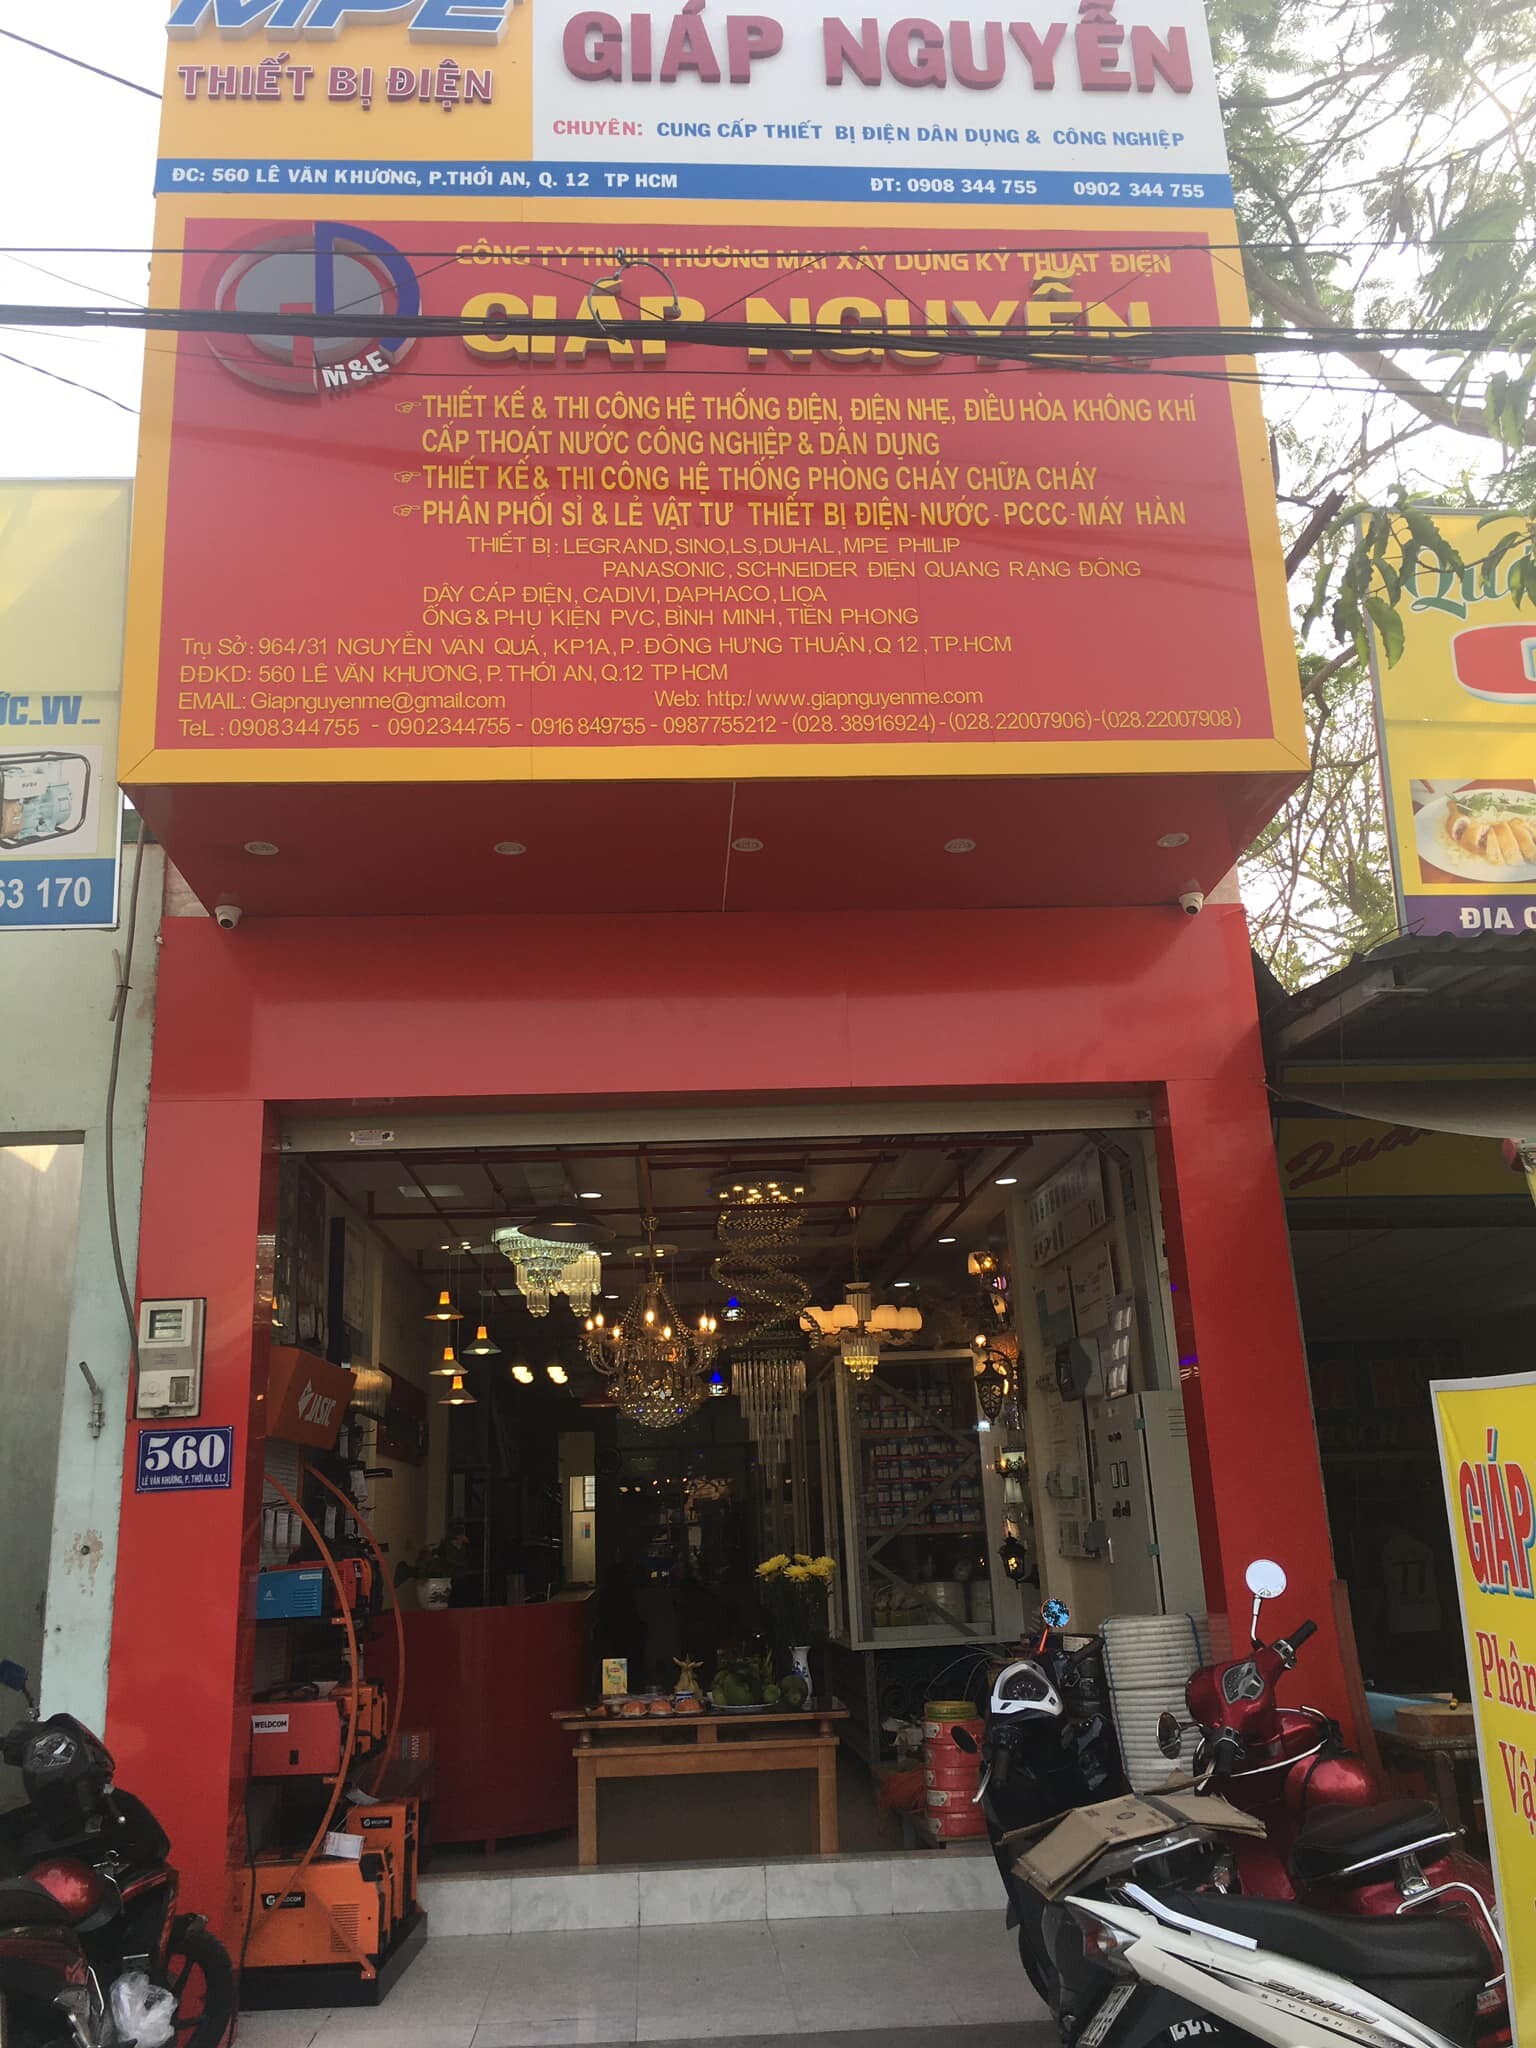 MPE
THIẾT BỊ ĐIỆN
GIÁP NGUYỄN
CHUYÊN: CUNG CẤP THIẾT BỊ ĐIỆN DÂN DỤNG & CÔNG NGHIỆP
ĐC: 560 LÊ VĂN KHƯƠNG, P.THỚI AN, Q. 12 TP HCM
ĐT: 0908 344 755 0902 344 755
CÔNG TY TNHH THƯƠNG MẠI XÂY DỰNG KỸ THUẬT ĐIỆN
GIÁP NGUYỄN
M&E
THIẾT KẾ & THI CÔNG HỆ THỐNG ĐIỆN, ĐIỆN NHẸ, ĐIỀU HÒA KHÔNG KHÍ
CẤP THOÁT NƯỚC CÔNG NGHIỆP & DÂN DỤNG
THIẾT KẾ & THI CÔNG HỆ THỐNG PHÒNG CHÁY CHỮA CHÁY
PHÂN PHỐI SỈ & LẺ VẬT TƯ THIẾT BỊ ĐIỆN-NƯỚC-PCCC-MÁY HÀN
THIẾT BỊ: LEGRAND,SINO,LS,DUHAL,MPE PHILIP
PANASONIC,SCHNEIDER ĐIỆN QUANG RẠNG ĐÔNG
DÂY CÁP ĐIỆN, CADIVI, DAPHACO, LIOA
ỐNG & PHỤ KIỆN PVC, BÌNH MINH, TIỀN PHONG
Trụ Sở: 964/31 NGUYỄN VĂN QUÁ, KP1A, P. ĐÔNG HƯNG THUẬN, Q 12, TP.HCM
ĐĐKD: 560 LÊ VĂN KHƯƠNG, P. THỚI AN, Q.12 TP HCM
EMAIL: Giapnguyenme@gmail.com Web: http:/www.giapnguyenme.com
TeL : 0908344755 - 0902344755 - 0916 849755 - 0987755212 - (028.38916924) - (028.22007906)-(028.22007908)
ỚC_VV_
63 170
ĐỊA C
JASIC
560
LÊ VĂN KHƯƠNG, P. THỚI AN, Q.12
WELDCOM
WELDCOM
GIÁP
Phân
Vậ
SIRIUS
STYLISH